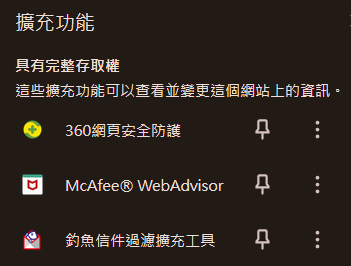 擴充功能
具有完整存取權
這些擴充功能可以查看並變更這個網站上的資訊。
360網頁安全防護
McAfee® WebAdvisor
釣魚信件過濾擴充工具